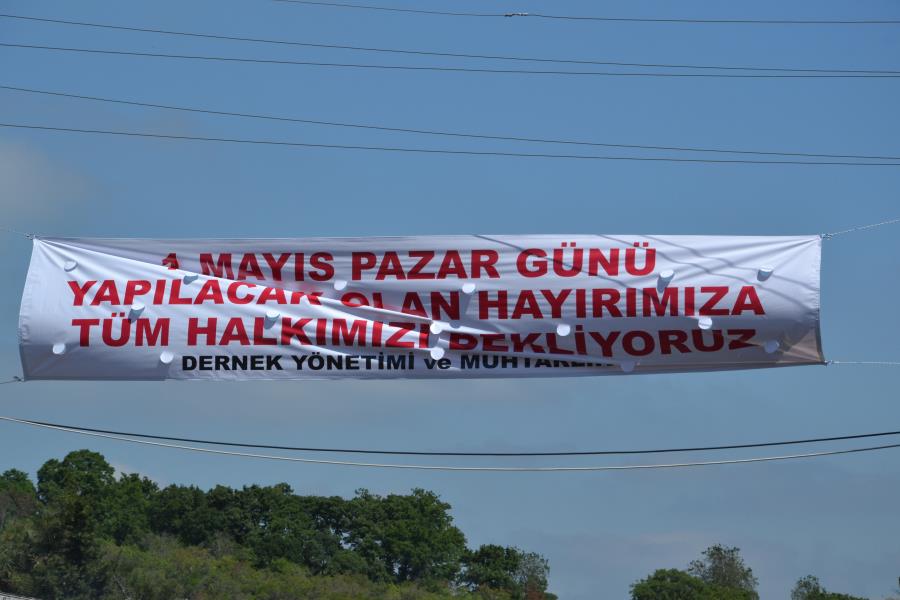 1 MAYIS PAZAR GÜNÜ
YAPILACAK OLAN HAYIRIMIZA
TÜM HALKIMIZI BEKLİYORUZ
DERNEK YÖNETİMİ ve